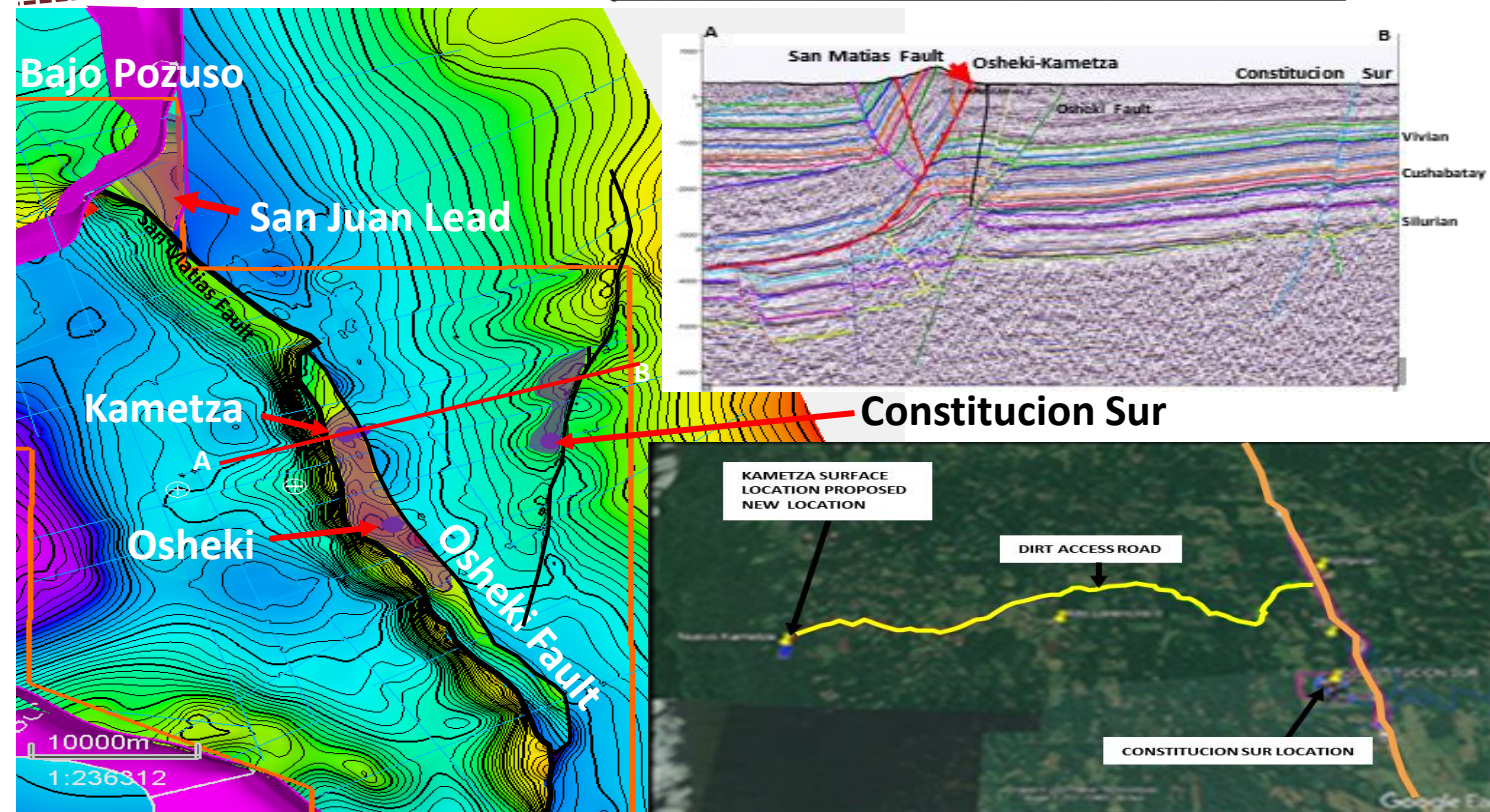 Bajo Pozuso
San Juan Lead
San Matias Fault
Kametza
A
B
Osheki
Osheki Fault
Constitucion Sur
10000m
1:236312
A
B
San Matias Fault
Osheki-Kametza
Constitucion Sur
Osheki Fault
Vivian
Cushabatay
Silurian
KAMETZA SURFACE
LOCATION PROPOSED
NEW LOCATION
DIRT ACCESS ROAD
CONSTITUCION SUR LOCATION